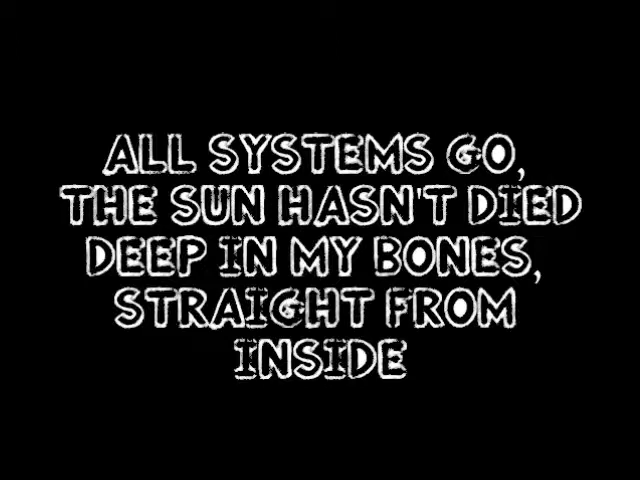 ALL SYSTEMS GO,
THE SUN HASN'T DIED
DEEP IN MY BONES,
STRAIGHT FROM
INSIDE